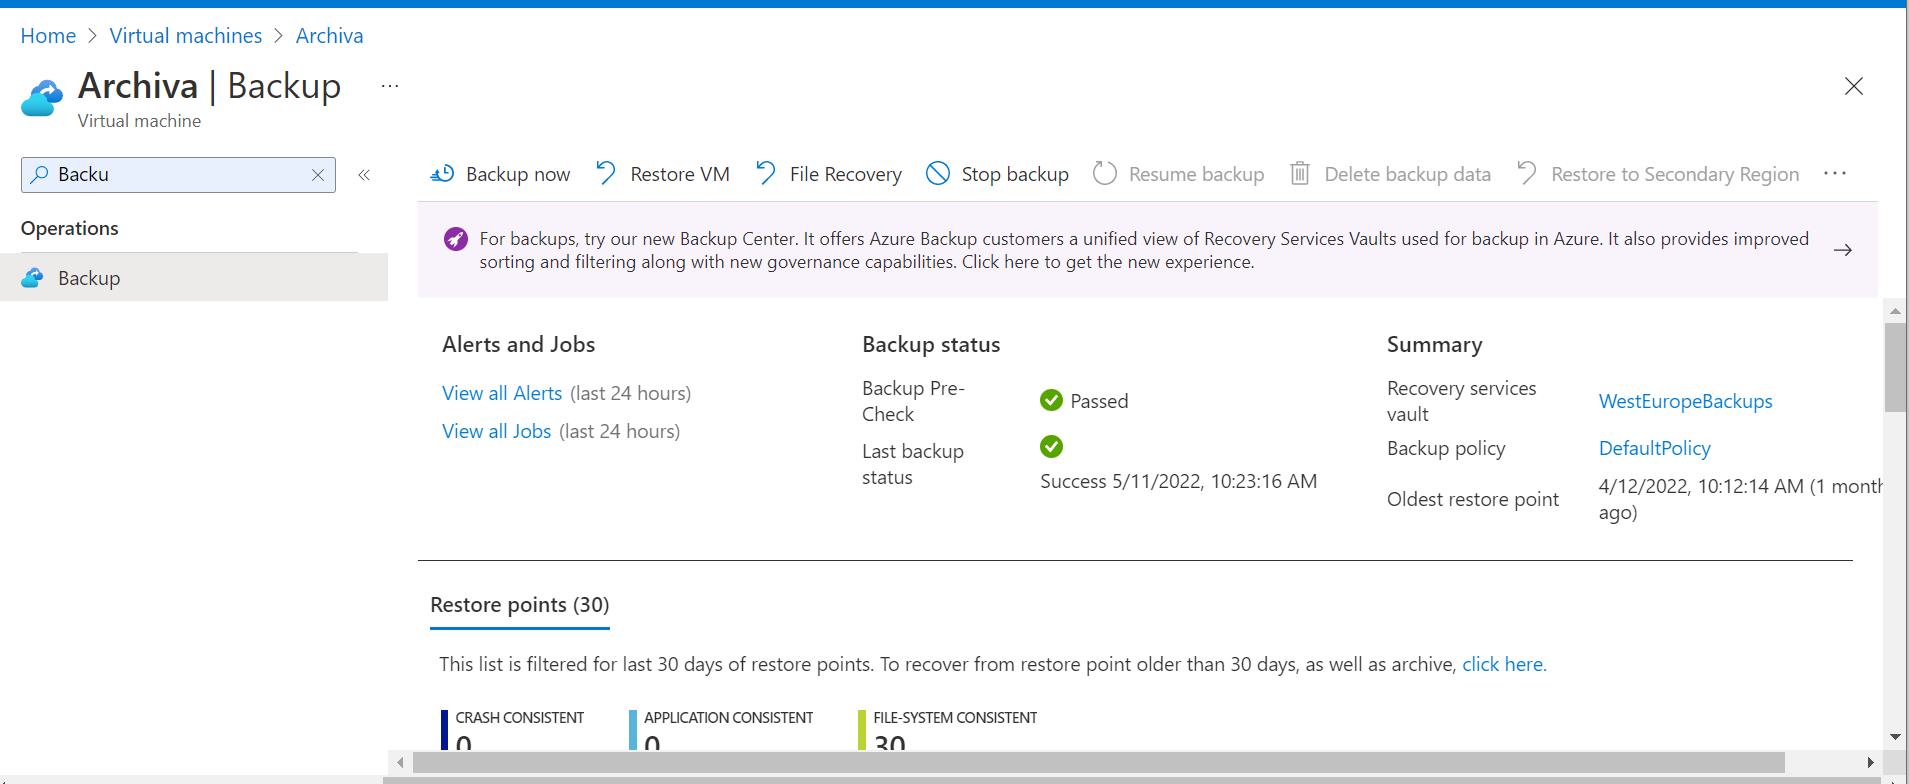 Home > Virtual machines > Archiva
Archiva | Backup ...
Virtual machine
Backu
Operations
Backup
Backup now Restore VM File Recovery Stop backup Resume backup Delete backup data Restore to Secondary Region ...
For backups, try our new Backup Center. It offers Azure Backup customers a unified view of Recovery Services Vaults used for backup in Azure. It also provides improved
sorting and filtering along with new governance capabilities. Click here to get the new experience.
Alerts and Jobs
View all Alerts (last 24 hours)
View all Jobs (last 24 hours)
Backup status
Backup Pre-
Check
Passed
Last backup
status
Success 5/11/2022, 10:23:16 AM
Summary
Recovery services
vault
WestEuropeBackups
Backup policy
DefaultPolicy
Oldest restore point
4/12/2022, 10:12:14 AM (1 month
ago)
Restore points (30)
This list is filtered for last 30 days of restore points. To recover from restore point older than 30 days, as well as archive, click here.
CRASH CONSISTENT
0
APPLICATION CONSISTENT
0
FILE-SYSTEM CONSISTENT
30